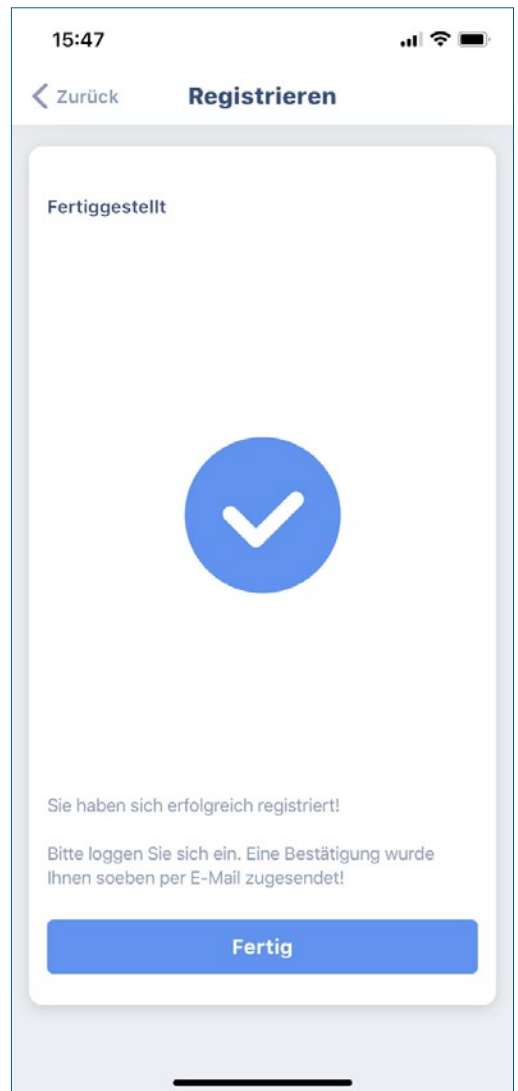 15:47
Zurück Registrieren
Fertiggestellt
Sie haben sich erfolgreich registriert!
Bitte loggen Sie sich ein. Eine Bestätigung wurde
Ihnen soeben per E-Mail zugesendet!
Fertig